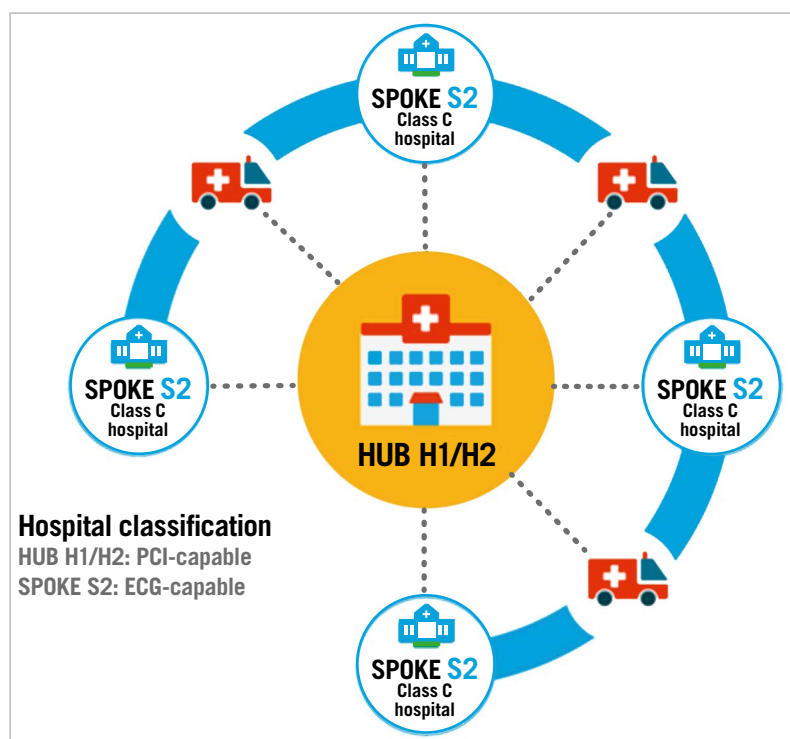 SPOKE S2
Class C
hospital
SPOKE S2
Class C
hospital
HUB H1/H2
SPOKE S2
Class C
hospital
Hospital classification
HUB H1/H2: PCI-capable
SPOKE S2: ECG-capable
SPOKE S2
Class C
hospital